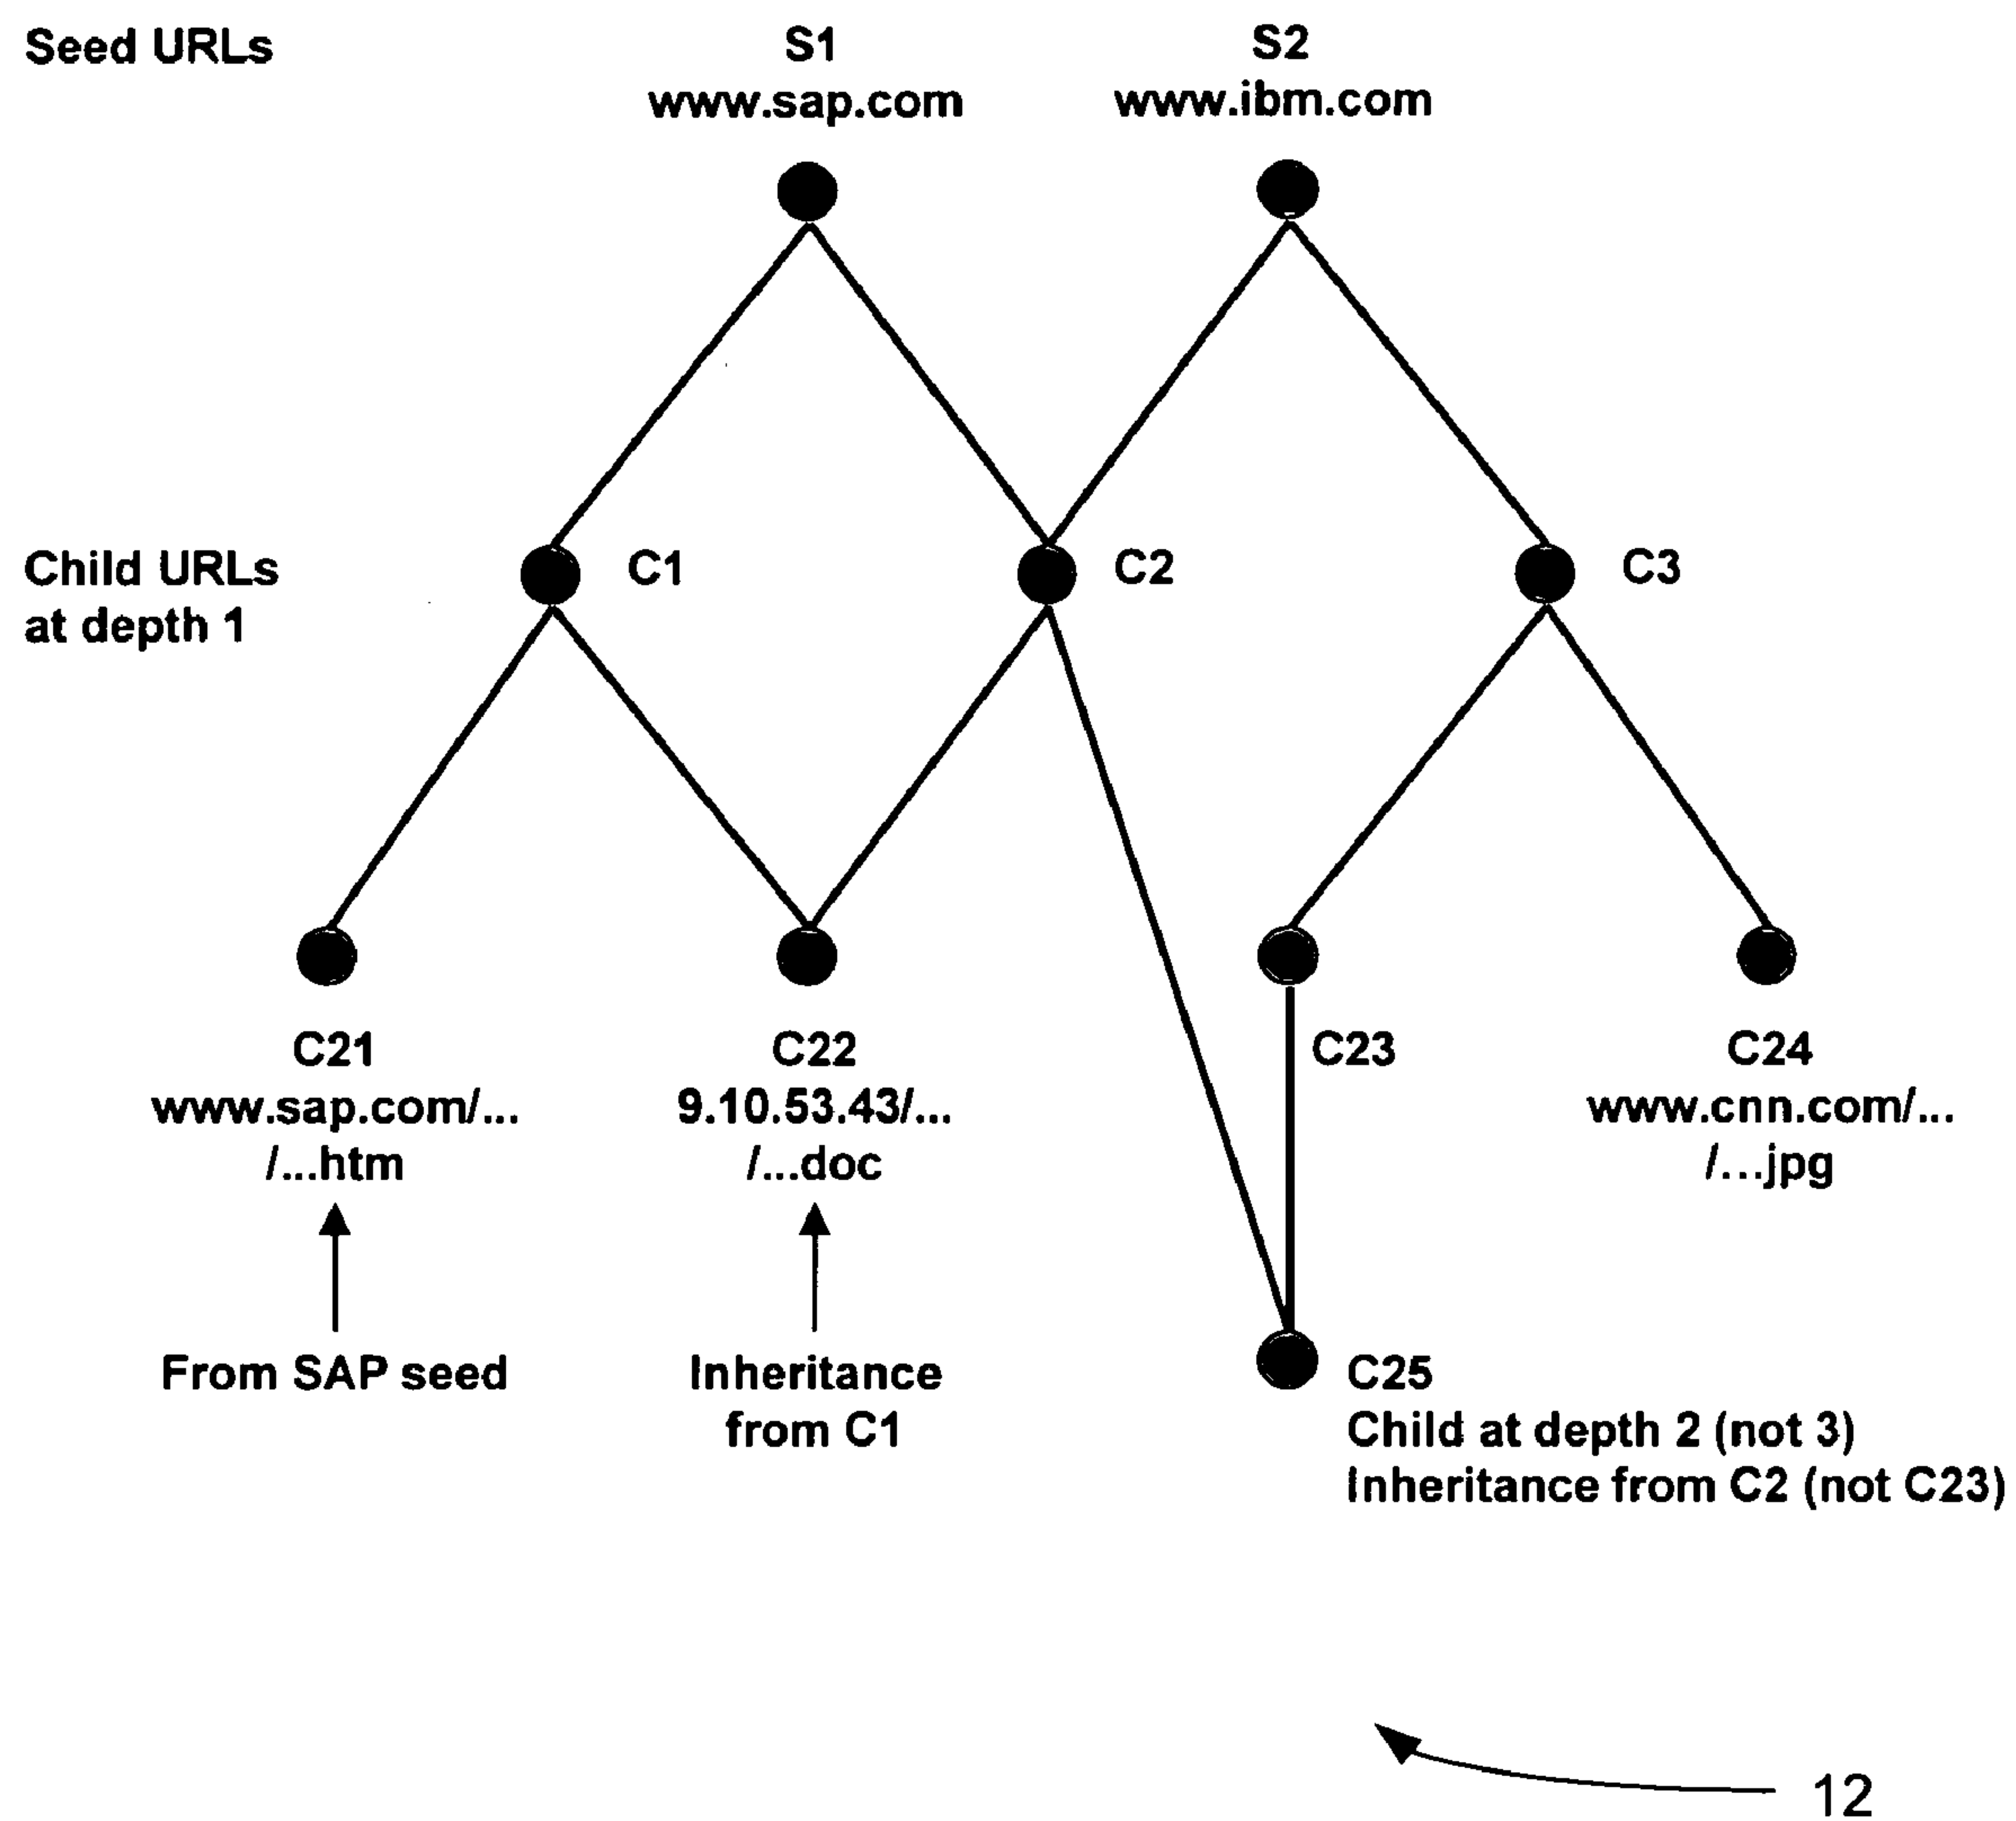 Seed URLs
S1
www.sap.com
S2
www.ibm.com
Child URLs
at depth 1
C1
C2
C3
C21
www.sap.com/...
/...htm
C22
9.10.53.43/...
/...doc
C23
C24
www.cnn.com/...
/...jpg
From SAP seed
Inheritance
from C1
C25
Child at depth 2 (not 3)
Inheritance from C2 (not C23)
12